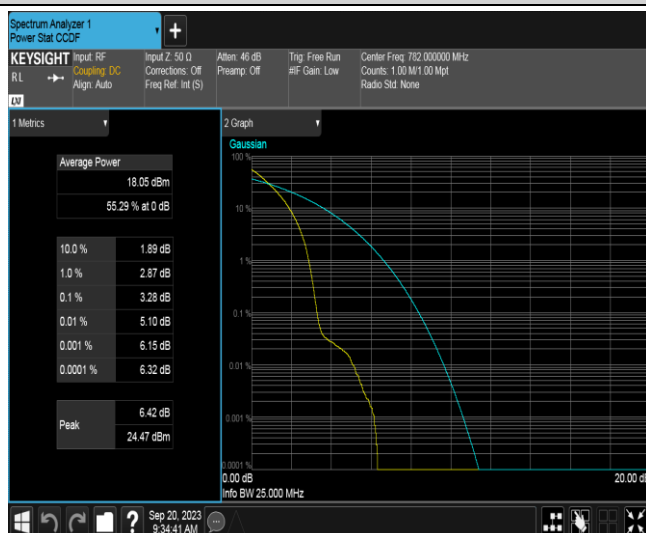 Spectrum Analyzer 1
Power Stat CCDF
+
KEYSIGHT
RL
Input: RF
Coupling: DC
Align: Auto
Input Z: 50 Ω
Corrections: Off
Freq Ref: Int (S)
Atten: 46 dB
Preamp: Off
Trig: Free Run
#IF Gain: Low
Center Freq: 782.000000 MHz
Counts: 1.00 M/1.00 Mpt
Radio Std: None
1 Metrics
Average Power
18.05 dBm
55.29 % at 0 dB
10.0 % 1.89 dB
1.0 % 2.87 dB
0.1 % 3.28 dB
0.01 % 5.10 dB
0.001 % 6.15 dB
0.0001 % 6.32 dB
Peak
6.42 dB
24.47 dBm
2 Graph
Gaussian
100 %
10 %
1 %
0.1 %
0.01 %
0.001 %
0.0001 %
0.00 dB
20.00 dB
Info BW 25.000 MHz
?
Sep 20, 2023
9:34:41 AM